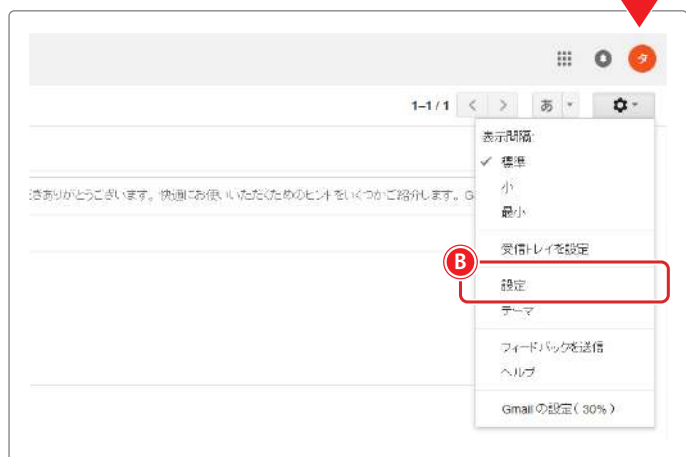 タ
1–1 / 1
あ
表示間隔:
標準
小
最小
きありがとうございます。快適にお使いいただくためのヒントをいくつかご紹介します。G
受信トレイを設定
B
設定
テーマ
フィードバックを送信
ヘルプ
Gmail の設定( 30% )